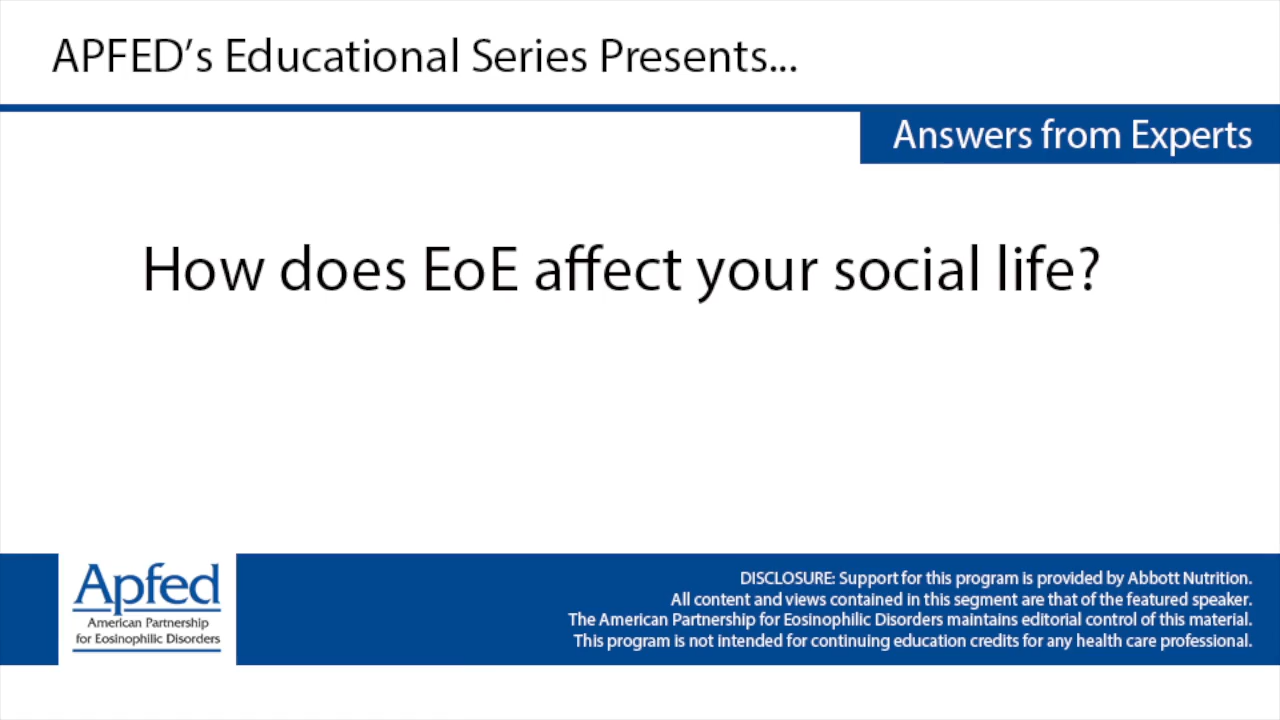 APFED’s Educational Series Presents...
Answers from Experts
How does EoE affect your social life?
Apfed
American Partnership
for Eosinophilic Disorders
DISCLOSURE: Support for this program is provided by Abbott Nutrition.
All content and views contained in this segment are that of the featured speaker.
The American Partnership for Eosinophilic Disorders maintains editorial control of this material.
This program is not intended for continuing education credits for any health care professional.